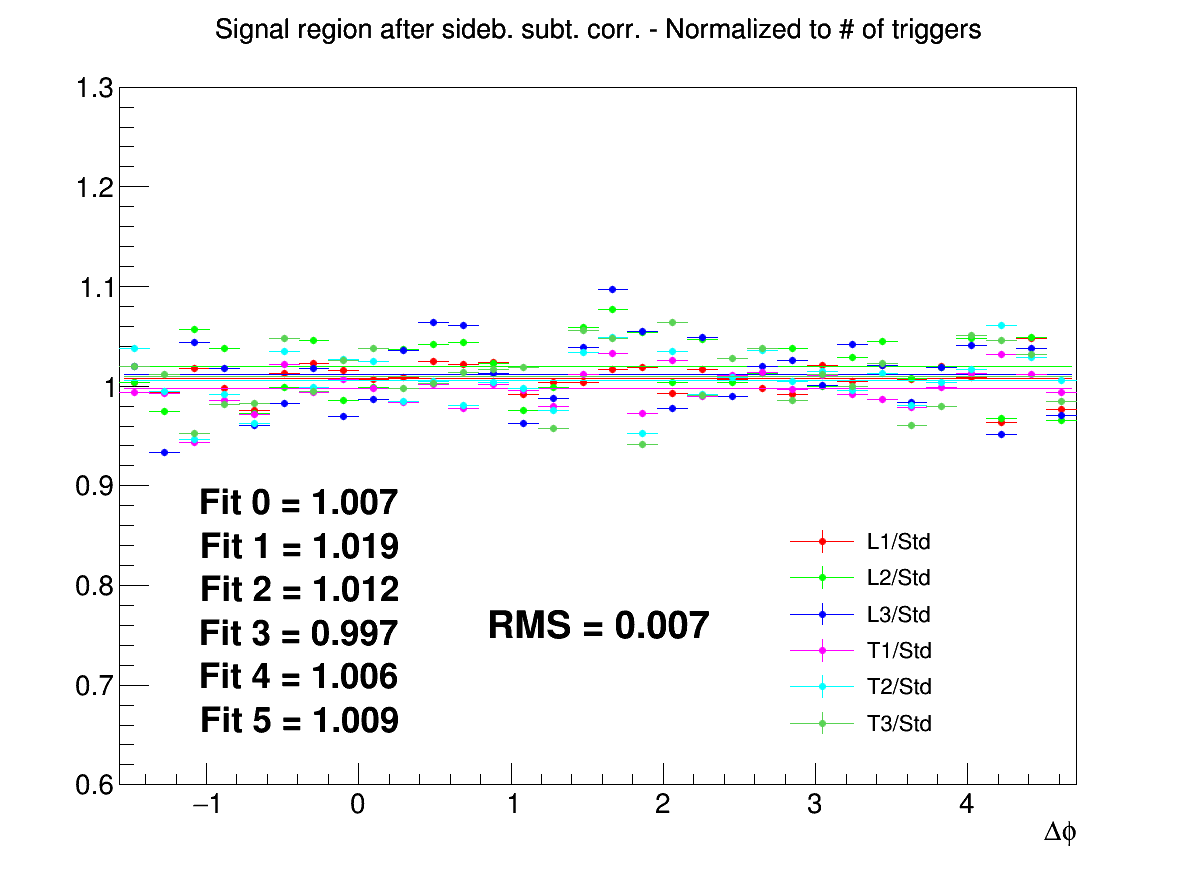 Signal region after sideb. subt. corr. - Normalized to # of triggers
1.3
1.2
1.1
1
0.9
0.8
0.7
0.6
Fit 0 = 1.007
Fit 1 = 1.019
Fit 2 = 1.012
Fit 3 = 0.997
Fit 4 = 1.006
Fit 5 = 1.009
RMS = 0.007
L1/Std
L2/Std
L3/Std
T1/Std
T2/Std
T3/Std
−1 0 1 2 3 4
Δϕ